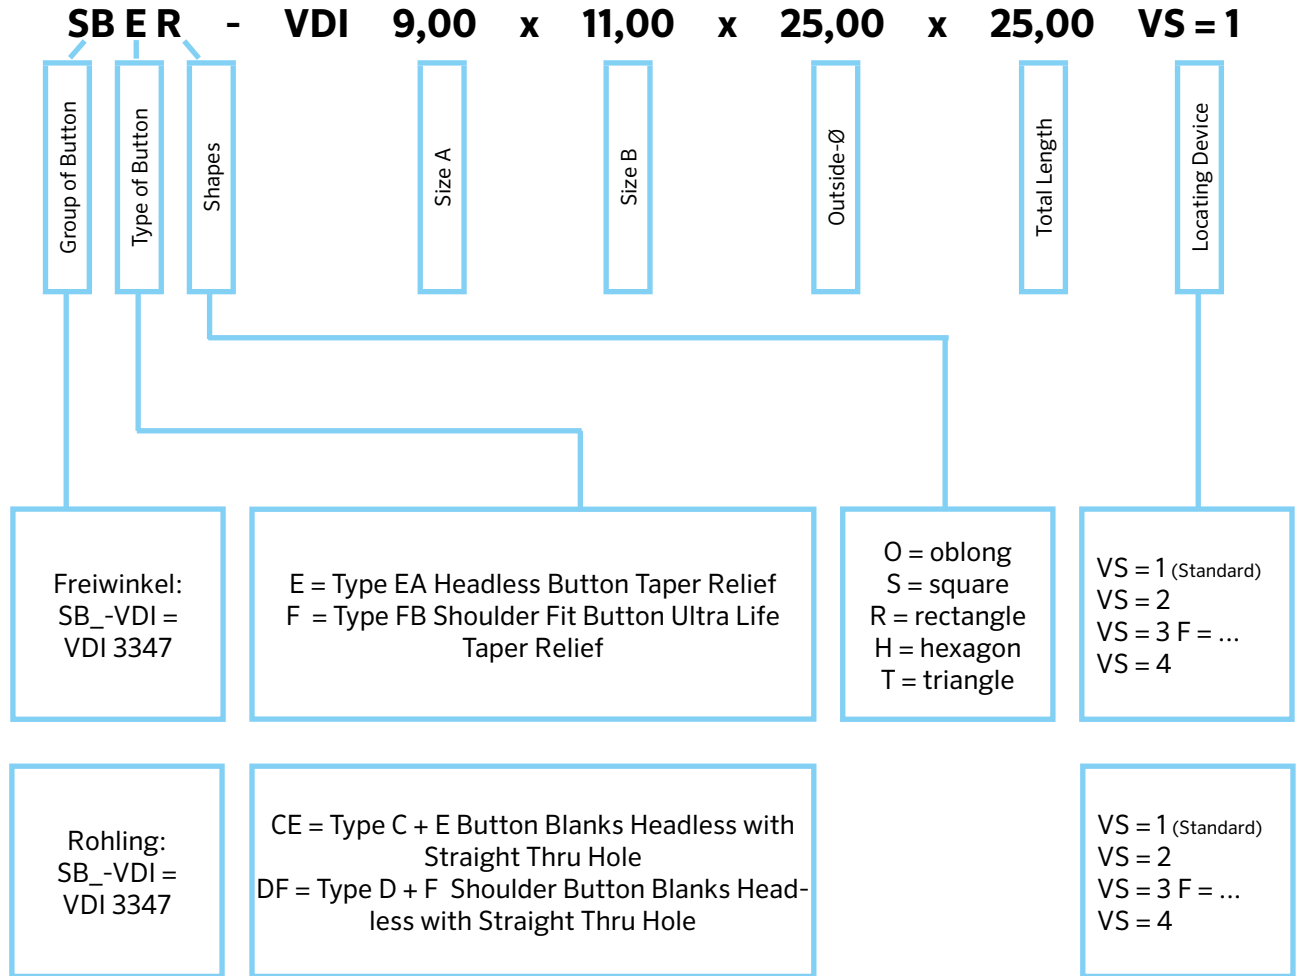 SB E R - VDI 9,00 x 11,00 x 25,00 x 25,00 VS = 1
Group of Button
Type of Button
Shapes
Size A
Size B
Outside-Ø
Total Length
Locating Device
Freiwinkel:
SB_-VDI =
VDI 3347
E = Type EA Headless Button Taper Relief
F = Type FB Shoulder Fit Button Ultra Life
Taper Relief
O = oblong
S = square
R = rectangle
H = hexagon
T = triangle
VS = 1 (Standard)
VS = 2
VS = 3 F = ...
VS = 4
Rohling:
SB_-VDI =
VDI 3347
CE = Type C + E Button Blanks Headless with
Straight Thru Hole
DF = Type D + F Shoulder Button Blanks Head-
less with Straight Thru Hole
VS = 1 (Standard)
VS = 2
VS = 3 F = ...
VS = 4